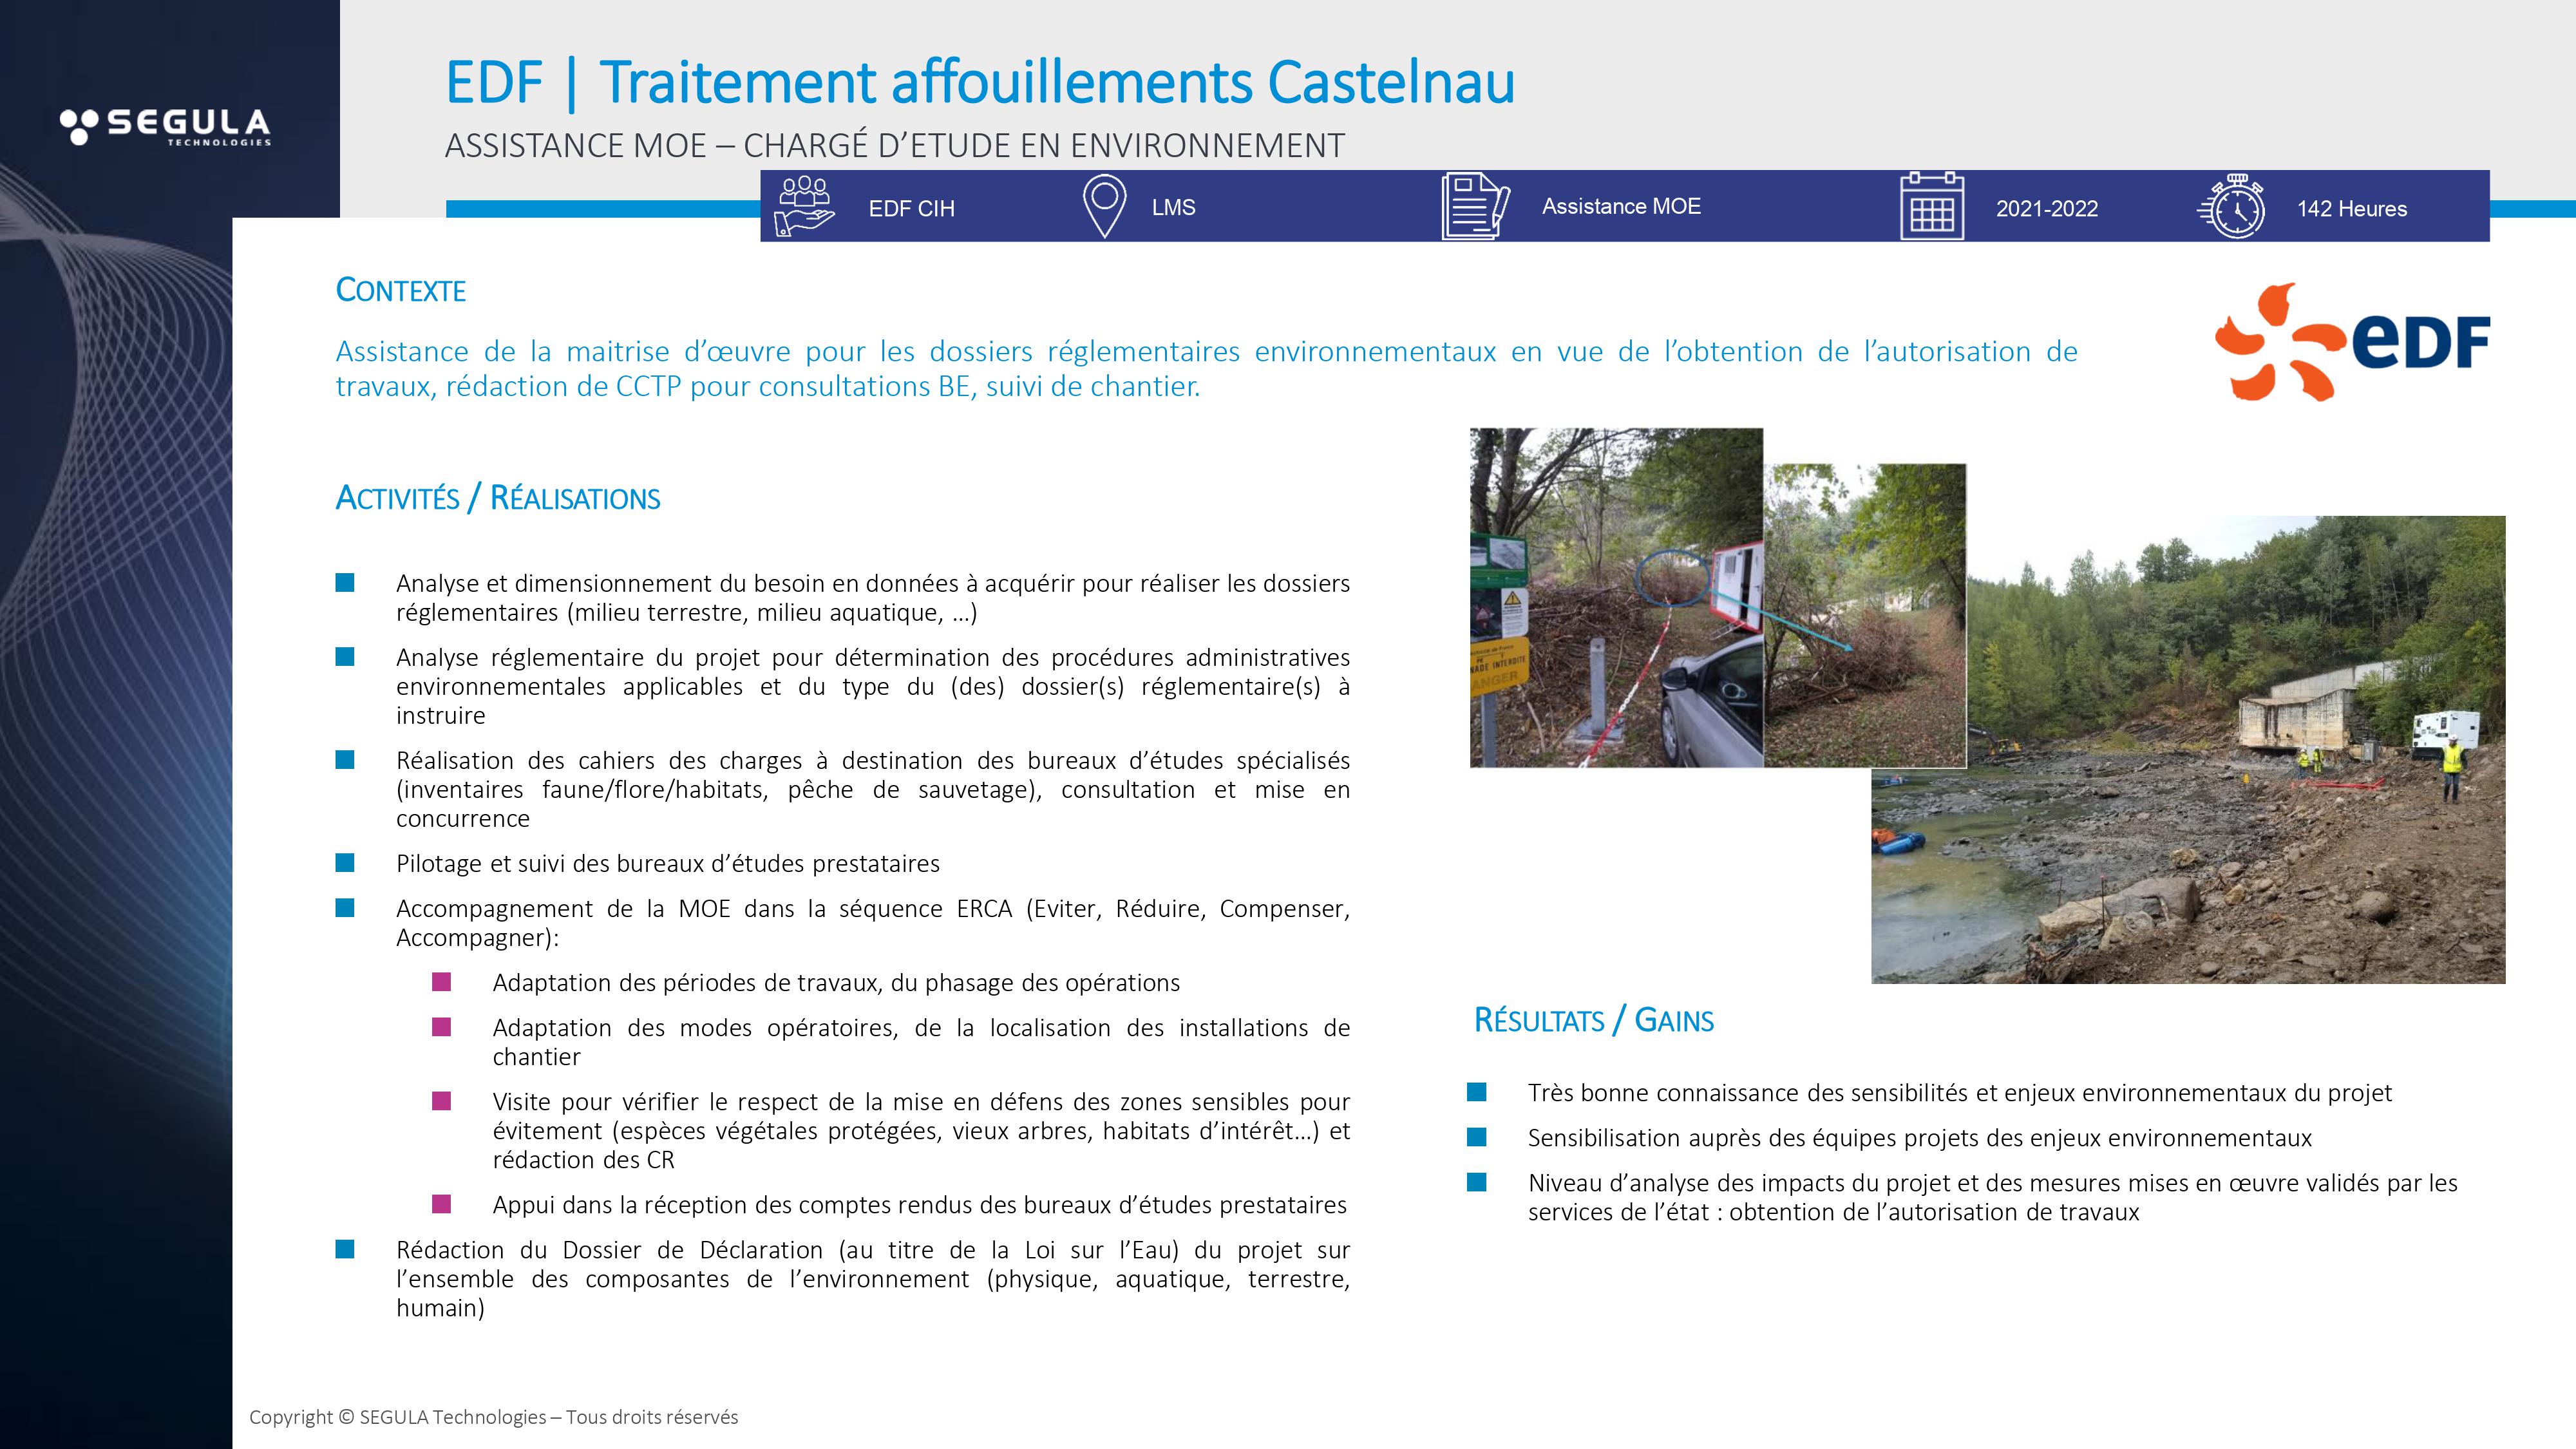 SEGULA
TECHNOLOGIES
EDF | Traitement affouillements Castelnau
ASSISTANCE MOE – CHARGÉ D’ETUDE EN ENVIRONNEMENT
EDF CIH
LMS
Assistance MOE
2021-2022
142 Heures
CONTEXTE
Assistance de la maitrise d’œuvre pour les dossiers réglementaires environnementaux en vue de l’obtention de l’autorisation de
travaux, rédaction de CCTP pour consultations BE, suivi de chantier.
eDF
ACTIVITÉS / RÉALISATIONS
Analyse et dimensionnement du besoin en données à acquérir pour réaliser les dossiers
réglementaires (milieu terrestre, milieu aquatique, …)
Analyse réglementaire du projet pour détermination des procédures administratives
environnementales applicables et du type du (des) dossier(s) réglementaire(s) à
instruire
Réalisation des cahiers des charges à destination des bureaux d’études spécialisés
(inventaires faune/flore/habitats, pêche de sauvetage), consultation et mise en
concurrence
Pilotage et suivi des bureaux d’études prestataires
Accompagnement de la MOE dans la séquence ERCA (Eviter, Réduire, Compenser,
Accompagner):
Adaptation des périodes de travaux, du phasage des opérations
Adaptation des modes opératoires, de la localisation des installations de
chantier
Visite pour vérifier le respect de la mise en défens des zones sensibles pour
évitement (espèces végétales protégées, vieux arbres, habitats d’intérêt…) et
rédaction des CR
Appui dans la réception des comptes rendus des bureaux d’études prestataires
Rédaction du Dossier de Déclaration (au titre de la Loi sur l’Eau) du projet sur
l’ensemble des composantes de l’environnement (physique, aquatique, terrestre,
humain)
INTERDITE
ANGER
RÉSULTATS / GAINS
Très bonne connaissance des sensibilités et enjeux environnementaux du projet
Sensibilisation auprès des équipes projets des enjeux environnementaux
Niveau d’analyse des impacts du projet et des mesures mises en œuvre validés par les
services de l’état : obtention de l’autorisation de travaux
Copyright © SEGULA Technologies – Tous droits réservés